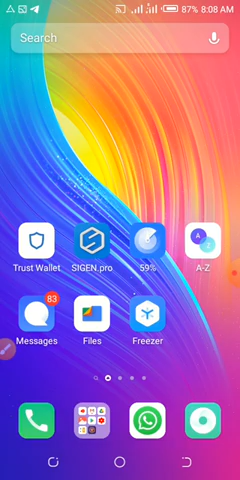 87% 8:08 AM
Search
Trust Wallet SIGEN.pro 59% A-Z
A
83
Messages Files Freezer